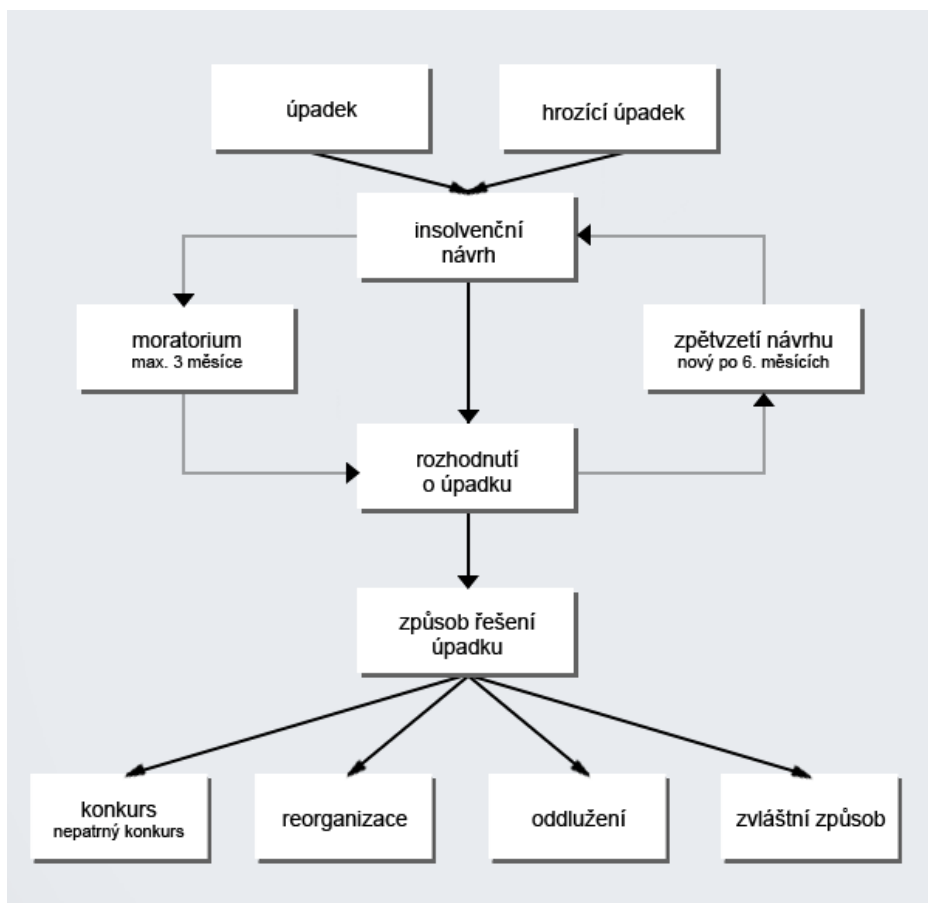 úpadek
hrozící úpadek
insolvenční
návrh
moratorium
max. 3 měsíce
zpětvzetí návrhu
nový po 6. měsících
rozhodnutí
o úpadku
způsob řešení
úpadku
konkurs
nepatrný konkurs
reorganizace
oddlužení
zvláštní způsob